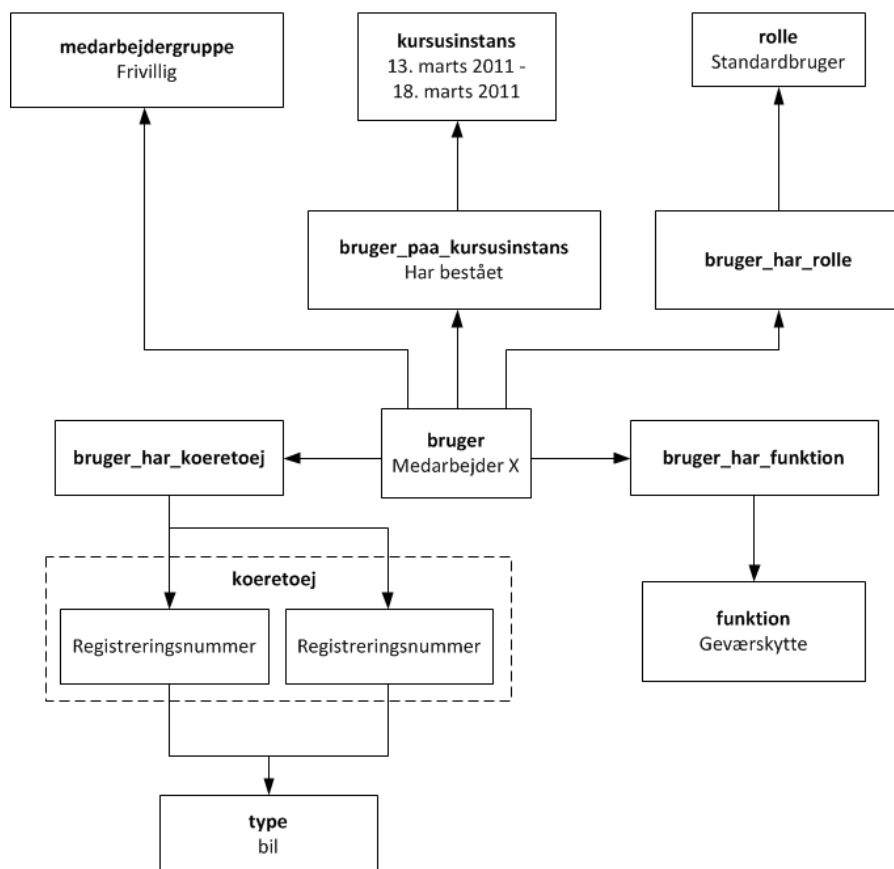 medarbejdergruppe
Frivillig
kursusinstans
13. marts 2011 -
18. marts 2011
rolle
Standardbruger
bruger_paa_kursusinstans
Har bestået
bruger_har_rolle
bruger_har_koeretoej
bruger
Medarbejder X
bruger_har_funktion
koeretoej
Registreringsnummer
Registreringsnummer
funktion
Geværskytte
type
bil